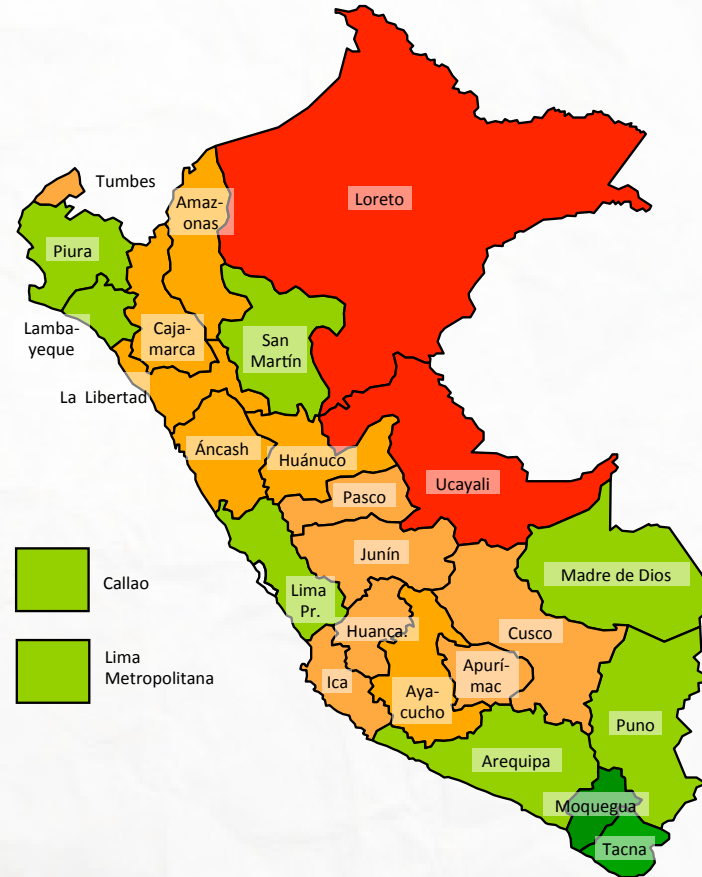 Tumbes
Amaz-
onas
Loreto
Piura
Lamba-
yeque
Caja-
marca
San
Martín
La Libertad
Áncash
Huánuco
Pasco
Ucayali
Junín
Madre de Dios
Callao
Lima
Pr.
Huanca.
Cusco
Lima
Metropolitana
Ica
Apurí-
mac
Aya-
cucho
Puno
Arequipa
Moquegua
Tacna